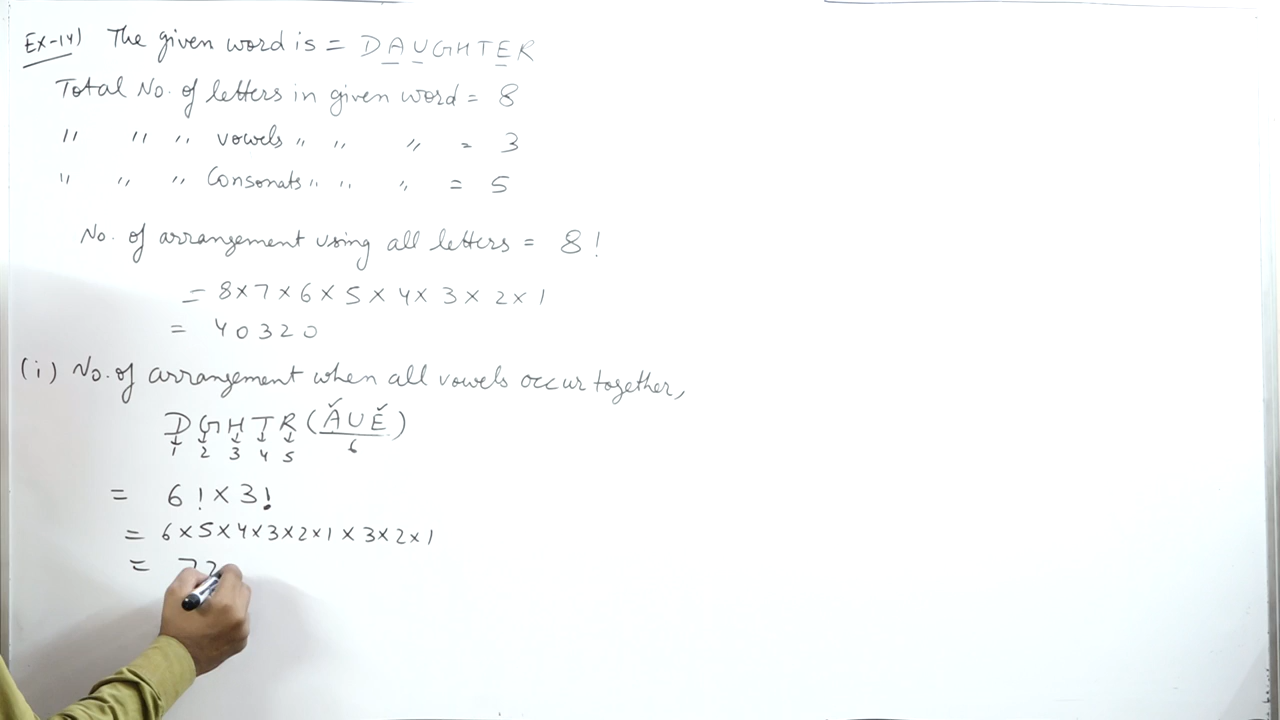 Ex-14) The given word is = DAUGHTER
Total No. of letters in given word = 8
" " " vowels " " " = 3
" " " Consonats " " " = 5
No. of arrangement using all letters = 8!
= 8×7×6×5×4×3×2×1
= 40320
(i) No. of arrangement when all vowels occur together,
D G H T R (A U E)
1 2 3 4 5 6
= 6! × 3!
= 6×5×4×3×2×1×3×2×1
= 72